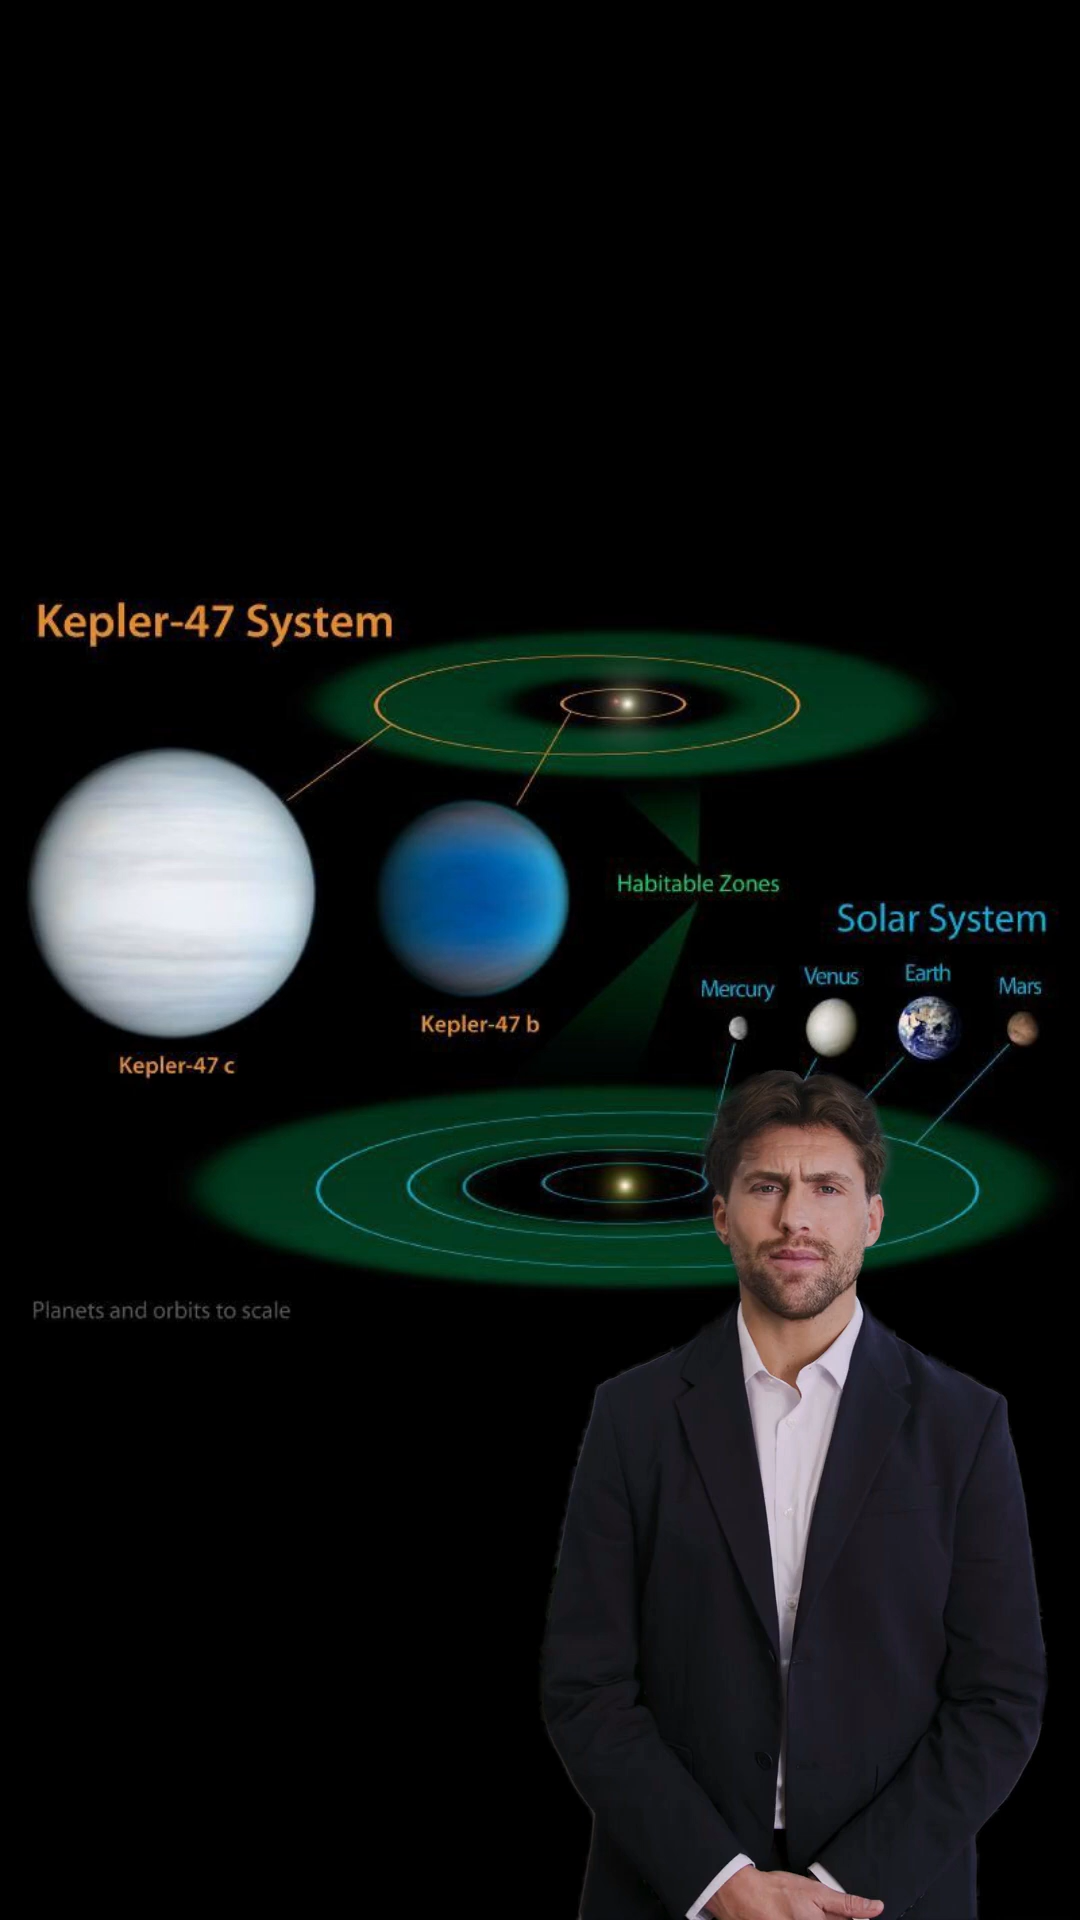 Kepler-47 System
Habitable Zones
Solar System
Mercury
Venus
Earth
Mars
Kepler-47 b
Kepler-47 c
Planets and orbits to scale